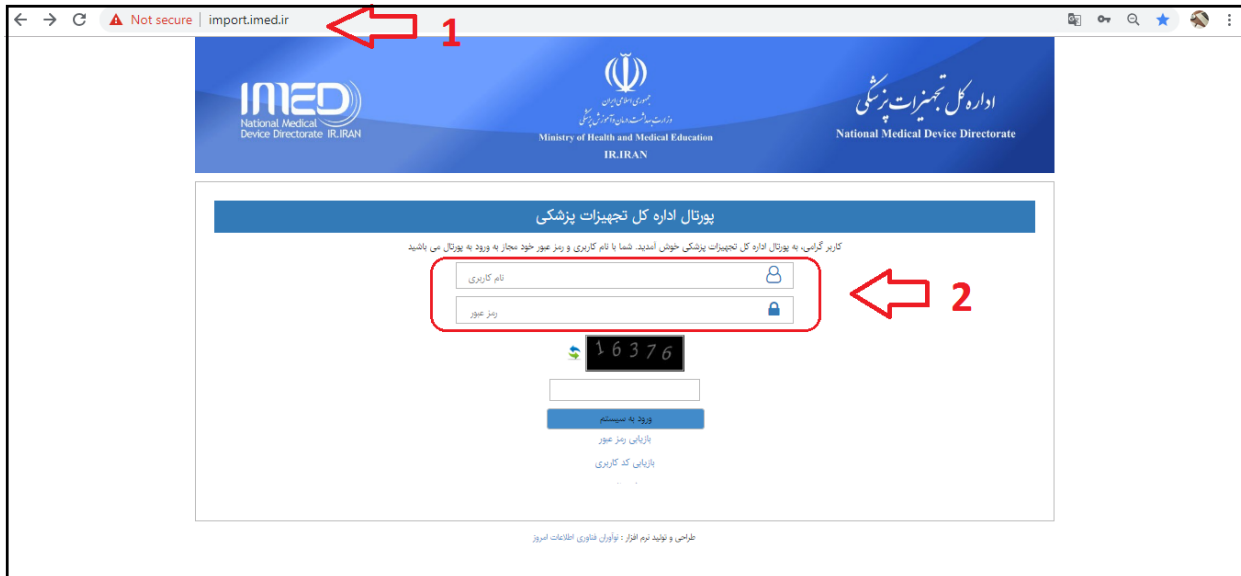 Not secure | import.imed.ir
1
IMED
National Medical
Device Directorate IR.IRAN
جمهوری اسلامی ایران
وزارت بهداشت، درمان و آموزش پزشکی
Ministry of Health and Medical Education
IR.IRAN
اداره کل تجهیزات پزشکی
National Medical Device Directorate
پورتال اداره کل تجهیزات پزشکی
کاربر گرامی، به پورتال اداره کل تجهیزات پزشکی خوش آمدید. شما با نام کاربری و رمز عبور خود مجاز به ورود به پورتال می باشید
نام کاربری
رمز عبور
2
16376
ورود به سیستم
بازیابی رمز عبور
بازیابی کد کاربری
طراحی و تولید نرم افزار : نوآوران فناوری اطلاعات امروز